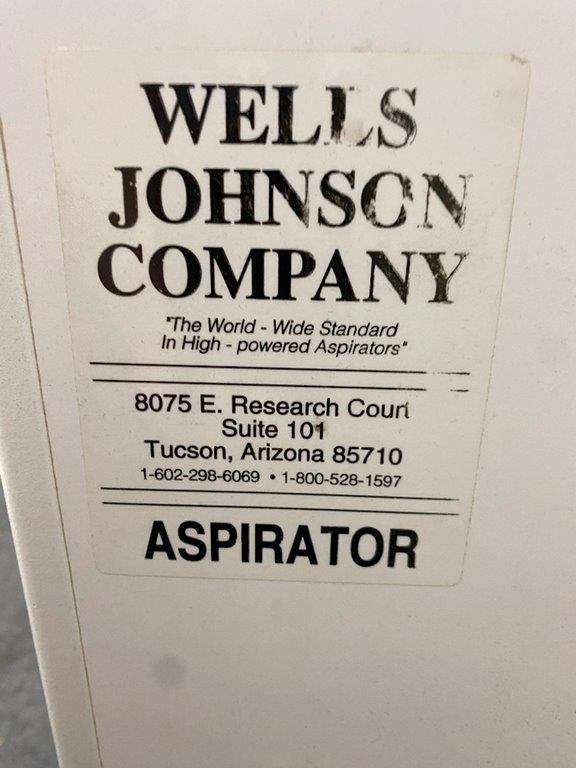 WELLS
JOHNSON
COMPANY
"The World - Wide Standard
In High - powered Aspirators"
8075 E. Research Court
Suite 101
Tucson, Arizona 85710
1-602-298-6069 • 1-800-528-1597
ASPIRATOR